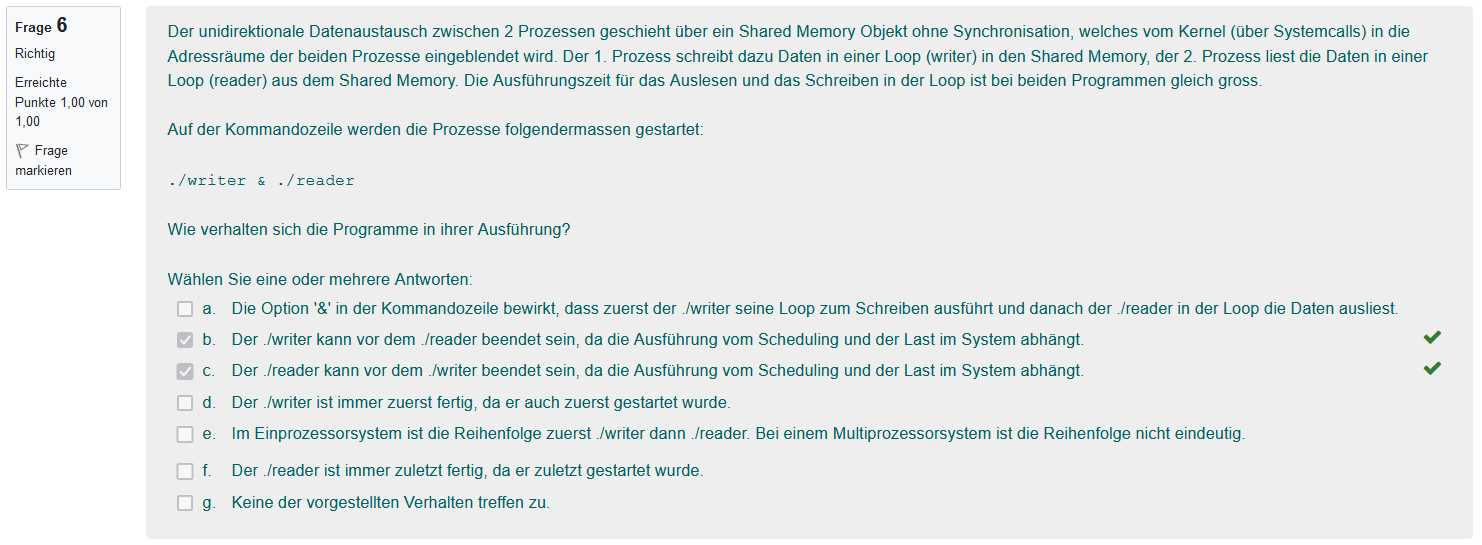 Frage 6
Richtig
Erreichte
Punkte 1,00 von
1,00
Frage
markieren
Der unidirektionale Datenaustausch zwischen 2 Prozessen geschieht über ein Shared Memory Objekt ohne Synchronisation, welches vom Kernel (über Systemcalls) in die
Adressräume der beiden Prozesse eingeblendet wird. Der 1. Prozess schreibt dazu Daten in einer Loop (writer) in den Shared Memory, der 2. Prozess liest die Daten in einer
Loop (reader) aus dem Shared Memory. Die Ausführungszeit für das Auslesen und das Schreiben in der Loop ist bei beiden Programmen gleich gross.
Auf der Kommandozeile werden die Prozesse folgendermassen gestartet:
./writer & ./reader
Wie verhalten sich die Programme in ihrer Ausführung?
Wählen Sie eine oder mehrere Antworten:
a. Die Option '&' in der Kommandozeile bewirkt, dass zuerst der ./writer seine Loop zum Schreiben ausführt und danach der ./reader in der Loop die Daten ausliest.
b. Der ./writer kann vor dem ./reader beendet sein, da die Ausführung vom Scheduling und der Last im System abhängt.
c. Der ./reader kann vor dem ./writer beendet sein, da die Ausführung vom Scheduling und der Last im System abhängt.
d. Der ./writer ist immer zuerst fertig, da er auch zuerst gestartet wurde.
e. Im Einprozessorsystem ist die Reihenfolge zuerst ./writer dann ./reader. Bei einem Multiprozessorsystem ist die Reihenfolge nicht eindeutig.
f. Der ./reader ist immer zuletzt fertig, da er zuletzt gestartet wurde.
g. Keine der vorgestellten Verhalten treffen zu.